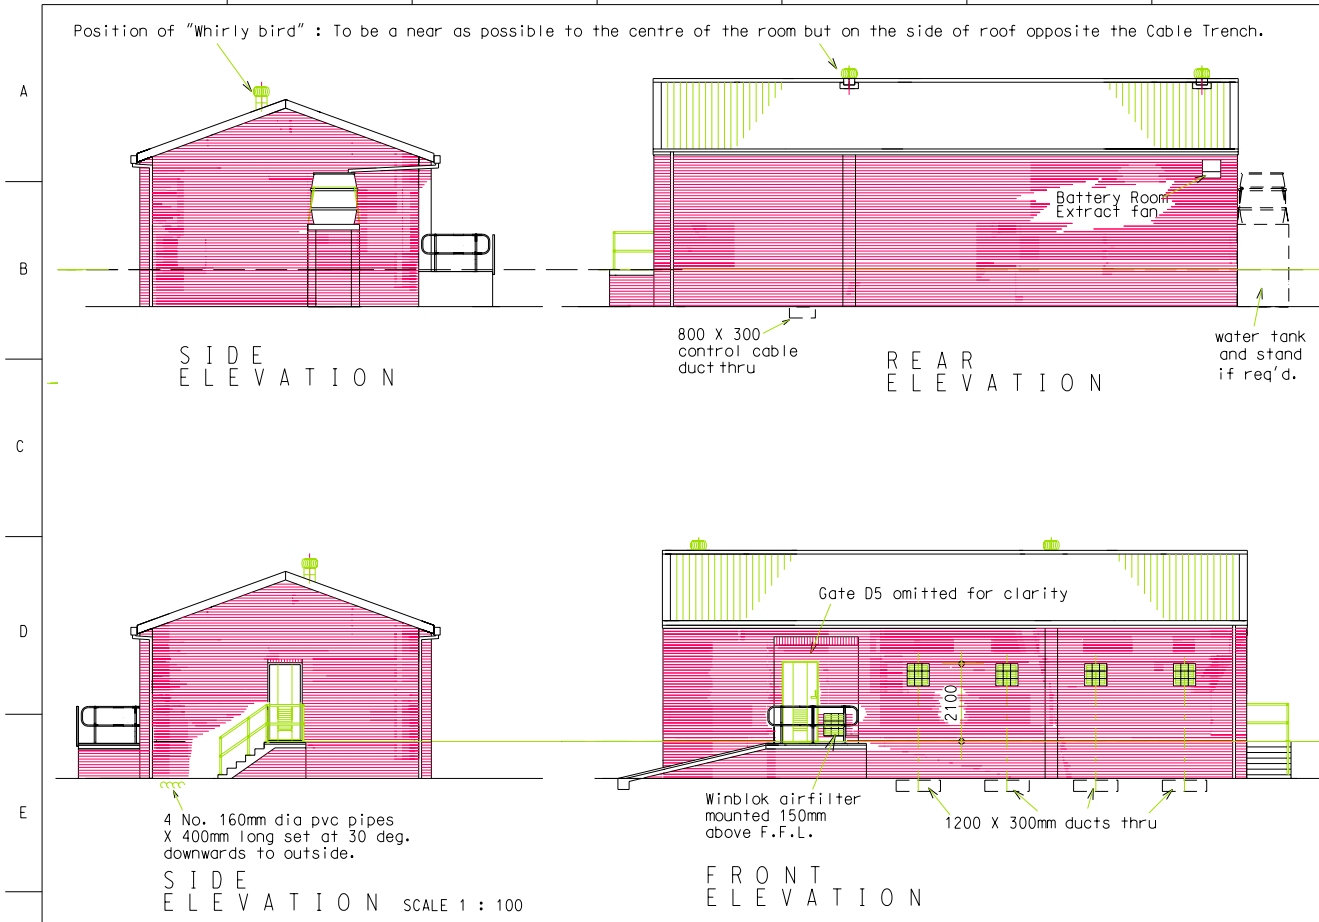 Position of "Whirly bird" : To be a near as possible to the centre of the room but on the side of roof opposite the Cable Trench.
A
Battery Room
Extract fan
B
800 X 300
control cable
duct thru
water tank
and stand
if req'd.
SIDE
ELEVATION
REAR
ELEVATION
C
Gate D5 omitted for clarity
D
2100
E
4 No. 160mm dia pvc pipes
X 400mm long set at 30 deg.
downwards to outside.
Winblok airfilter
mounted 150mm
above F.F.L.
1200 X 300mm ducts thru
SIDE
ELEVATION SCALE 1 : 100
FRONT
ELEVATION